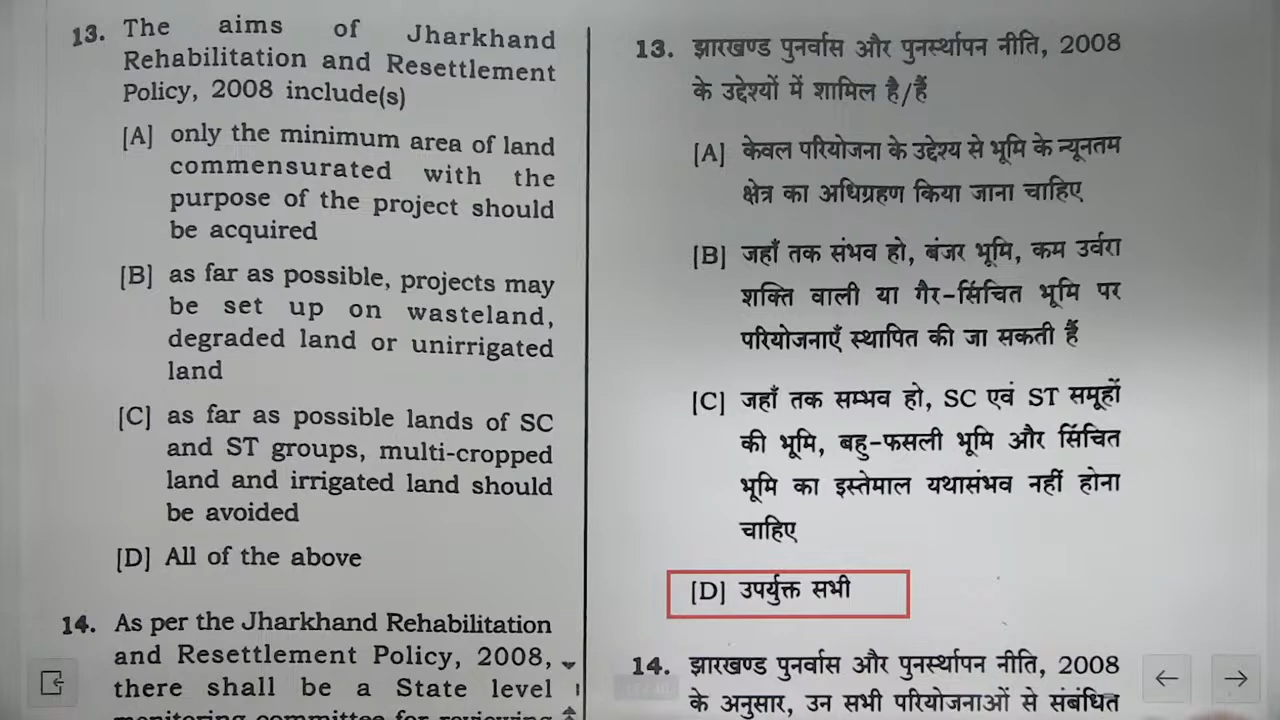 13. The aims of Jharkhand
Rehabilitation and Resettlement
Policy, 2008 include(s)
[A] only the minimum area of land
commensurated with the
purpose of the project should
be acquired
[B] as far as possible, projects may
be set up on wasteland,
degraded land or unirrigated
land
[C] as far as possible lands of SC
and ST groups, multi-cropped
land and irrigated land should
be avoided
[D] All of the above
14. As per the Jharkhand Rehabilitation
and Resettlement Policy, 2008,
there shall be a State level
monitoring committee for reviewing
13. झारखण्ड पुनर्वास और पुनर्स्थापन नीति, 2008
के उद्देश्यों में शामिल है/हैं
[A] केवल परियोजना के उद्देश्य से भूमि के न्यूनतम
क्षेत्र का अधिग्रहण किया जाना चाहिए
[B] जहाँ तक संभव हो, बंजर भूमि, कम उर्वरा
शक्ति वाली या गैर-सिंचित भूमि पर
परियोजनाएँ स्थापित की जा सकती हैं
[C] जहाँ तक सम्भव हो, SC एवं ST समूहों
की भूमि, बहु-फसली भूमि और सिंचित
भूमि का इस्तेमाल यथासंभव नहीं होना
चाहिए
[D] उपर्युक्त सभी
14. झारखण्ड पुनर्वास और पुनर्स्थापन नीति, 2008
के अनुसार, उन सभी परियोजनाओं से संबंधित